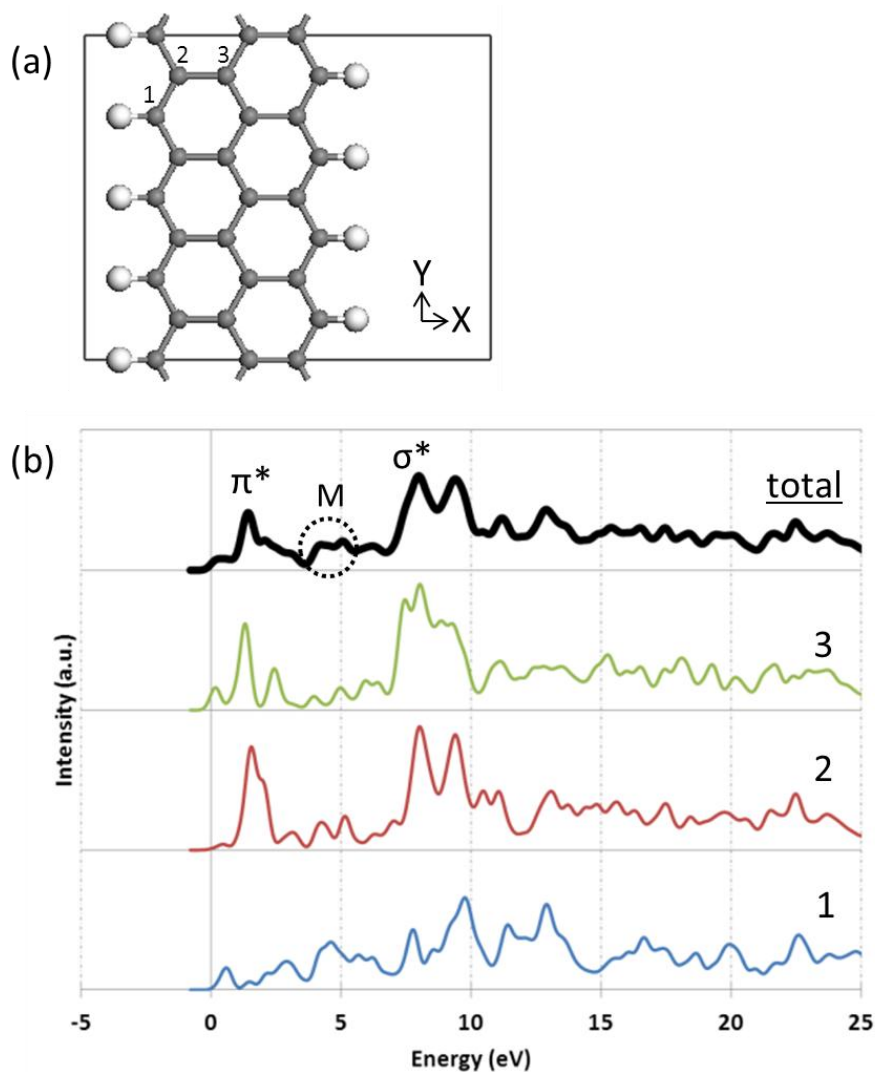 (a)
2 3
1
Y
X
(b)
π* σ* M total
3
2
1
Intensity (a.u.)
-5 0 5 10 15 20 25
Energy (eV)